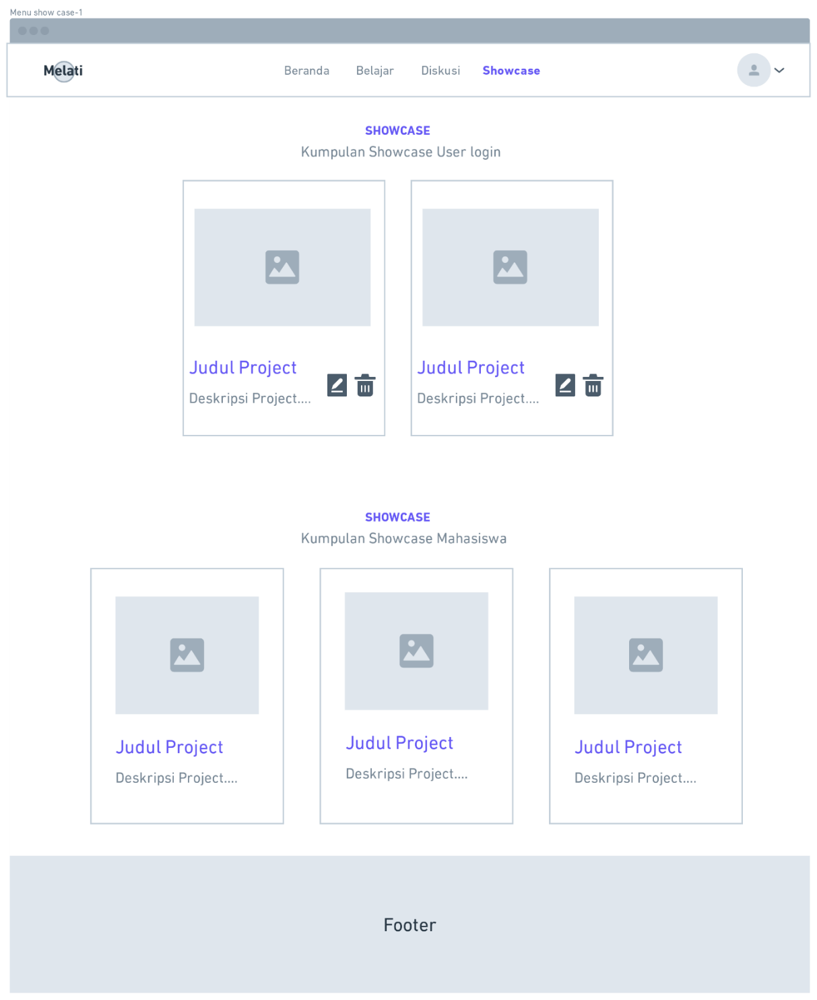 Menu show case-1
Melati
Beranda Belajar Diskusi Showcase
SHOWCASE
Kumpulan Showcase User login
Judul Project
Deskripsi Project....
Judul Project
Deskripsi Project....
SHOWCASE
Kumpulan Showcase Mahasiswa
Judul Project
Deskripsi Project....
Judul Project
Deskripsi Project....
Judul Project
Deskripsi Project....
Footer